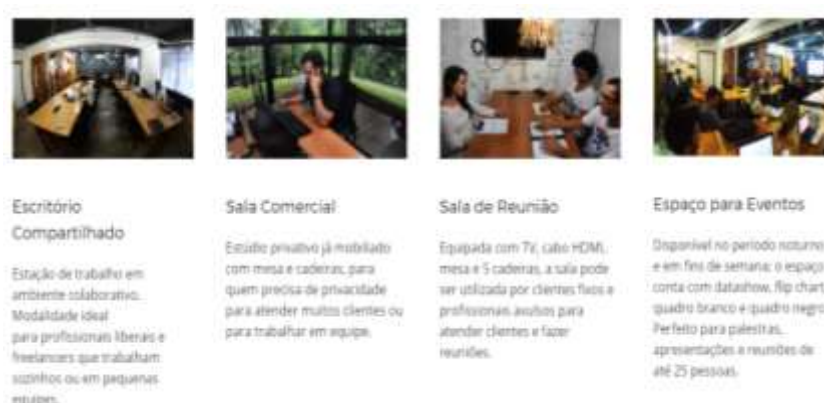 Escritório
Compartilhado
Estação de trabalho em
ambiente colaborativo.
Modalidade ideal
para profissionais liberais e
freelancers que trabalham
sozinhos ou em pequenas
equipes.
Sala Comercial
Estúdio privativo já mobiliado
com mesa e cadeiras, para
quem precisa de privacidade
para atender muitos clientes ou
para trabalhar em equipe.
Sala de Reunião
Equipada com TV, cabo HDMI,
mesa e 5 cadeiras, a sala pode
ser utilizada por clientes fixos e
profissionais avulsos para
atender clientes e fazer
reuniões.
Espaço para Eventos
Disponível no período noturno
e em fins de semana; o espaço
conta com datashow, flip chart,
quadro branco e quadro negro.
Perfeito para palestras,
apresentações e reuniões de
até 25 pessoas.